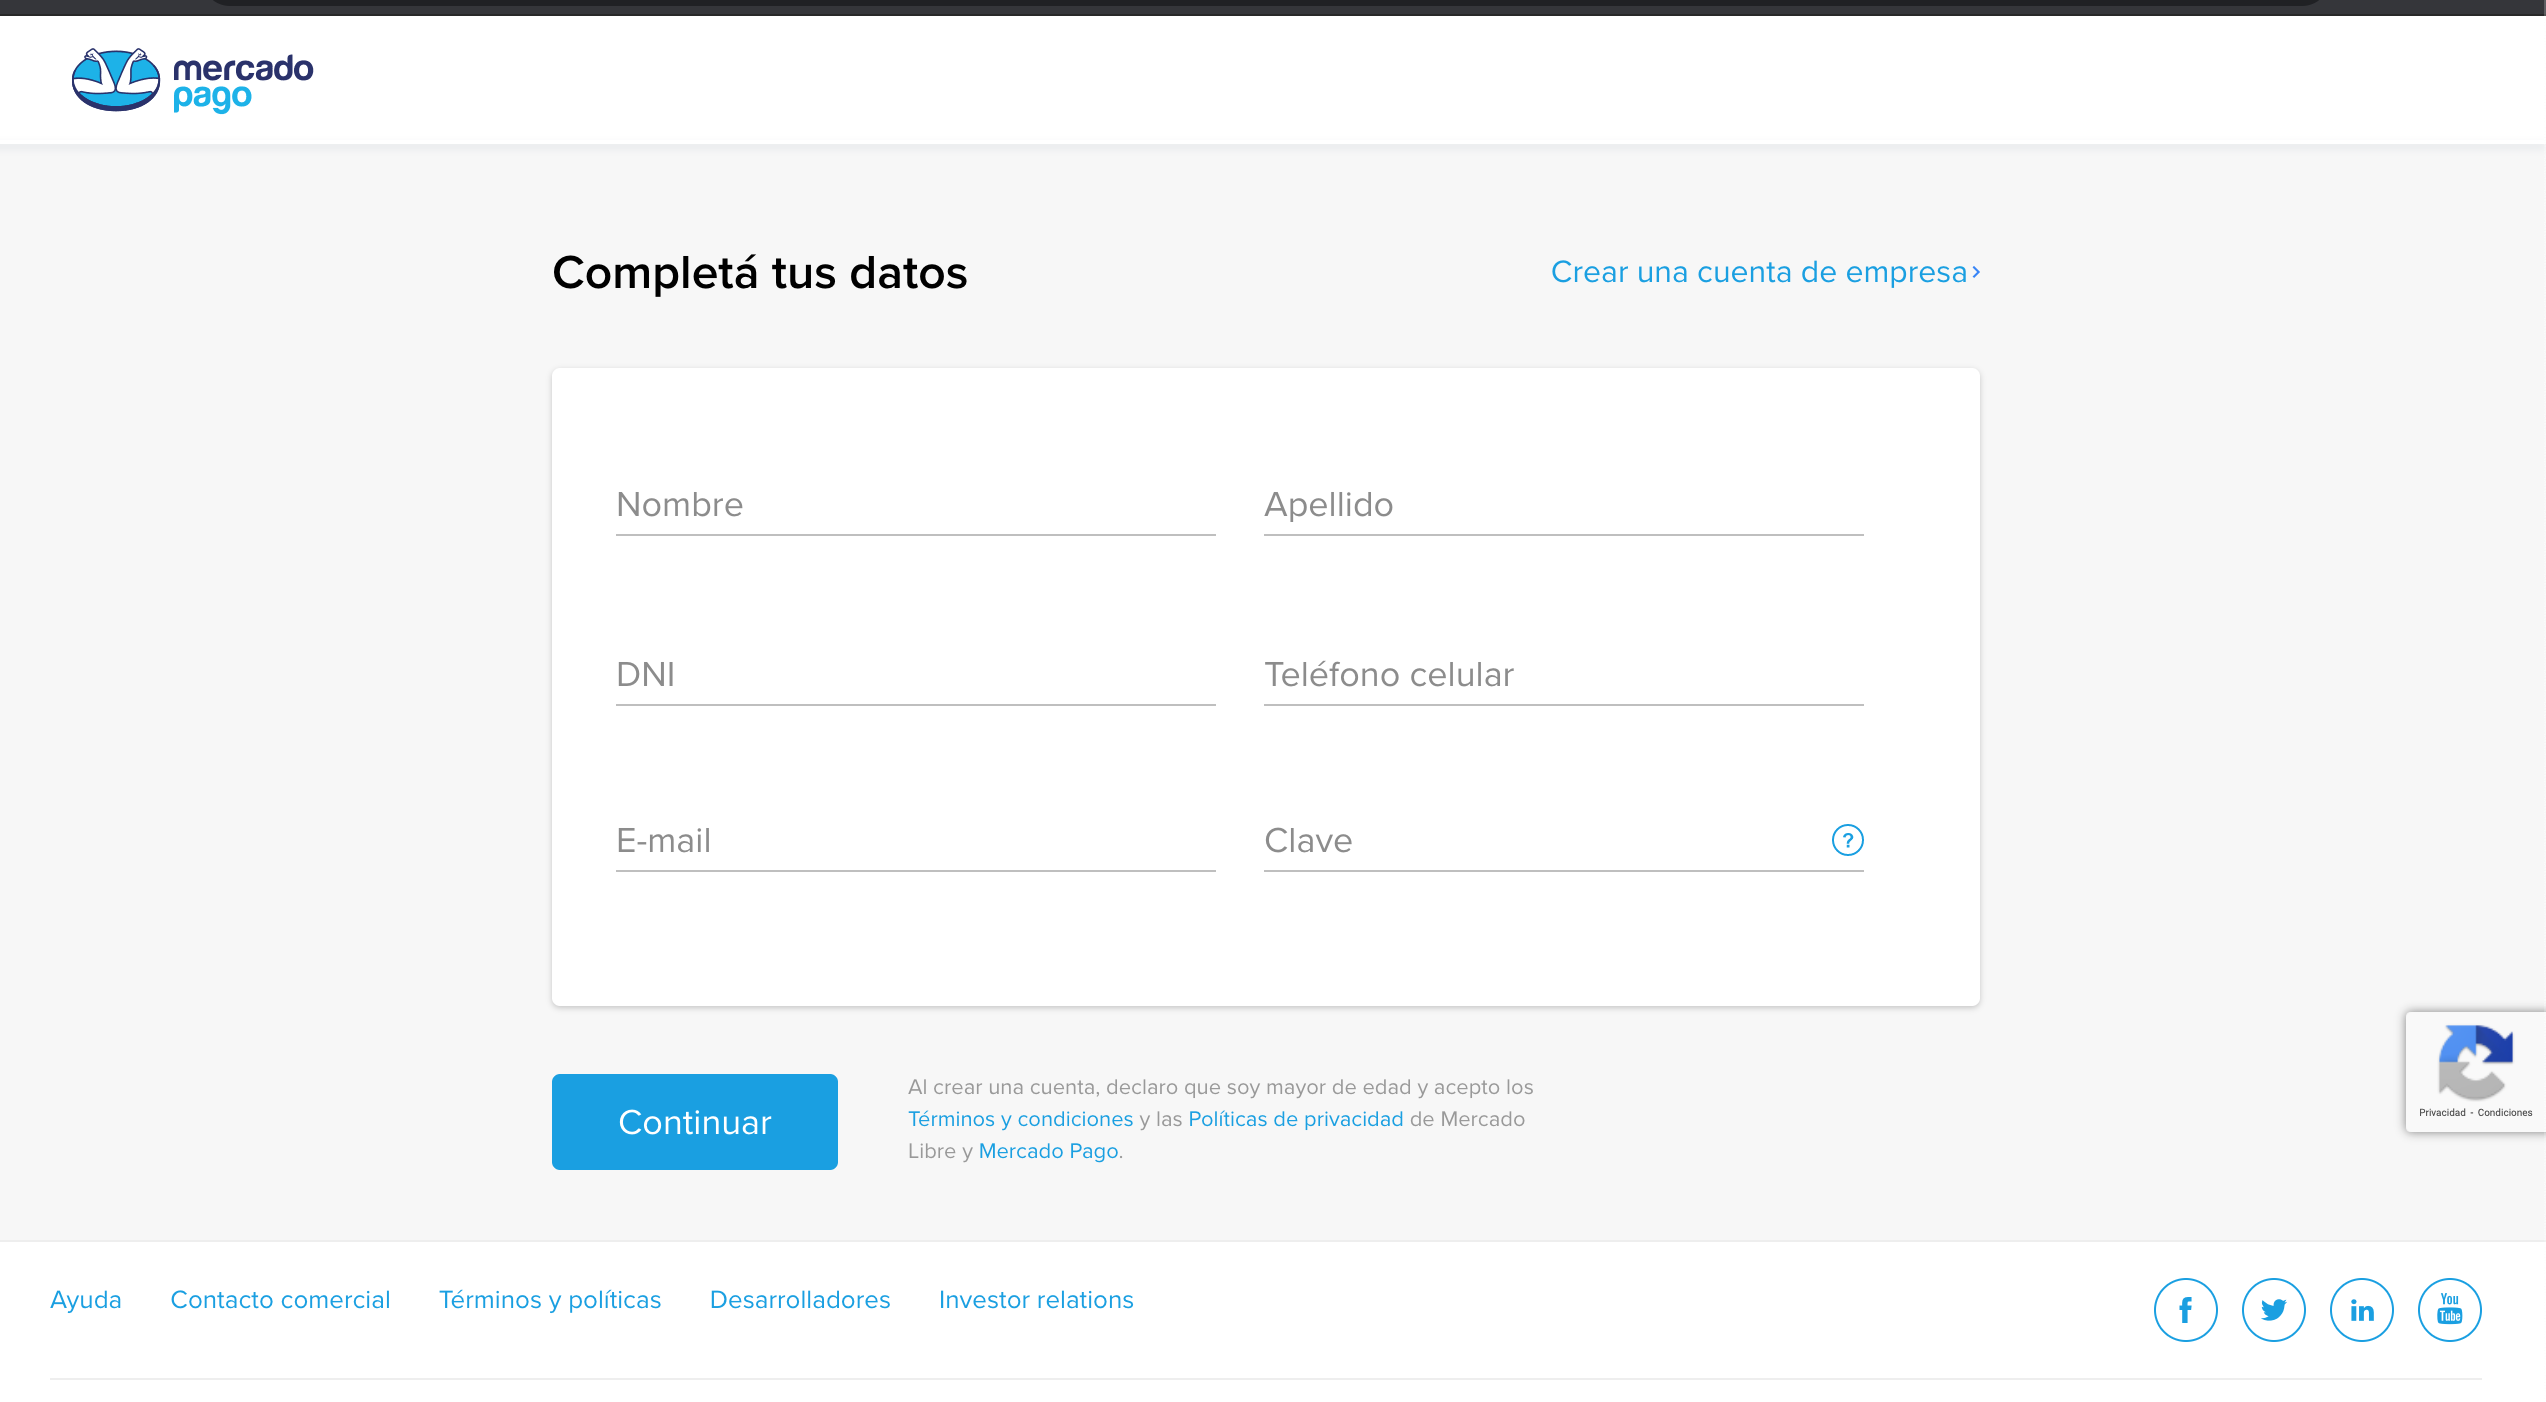 mercado
pago
Completá tus datos
Crear una cuenta de empresa
Nombre
Apellido
DNI
Teléfono celular
E-mail
Clave
?
Continuar
Al crear una cuenta, declaro que soy mayor de edad y acepto los
Términos y condiciones y las Políticas de privacidad de Mercado
Libre y Mercado Pago.
Privacidad - Condiciones
Ayuda
Contacto comercial
Términos y políticas
Desarrolladores
Investor relations
f
in
You
Tube